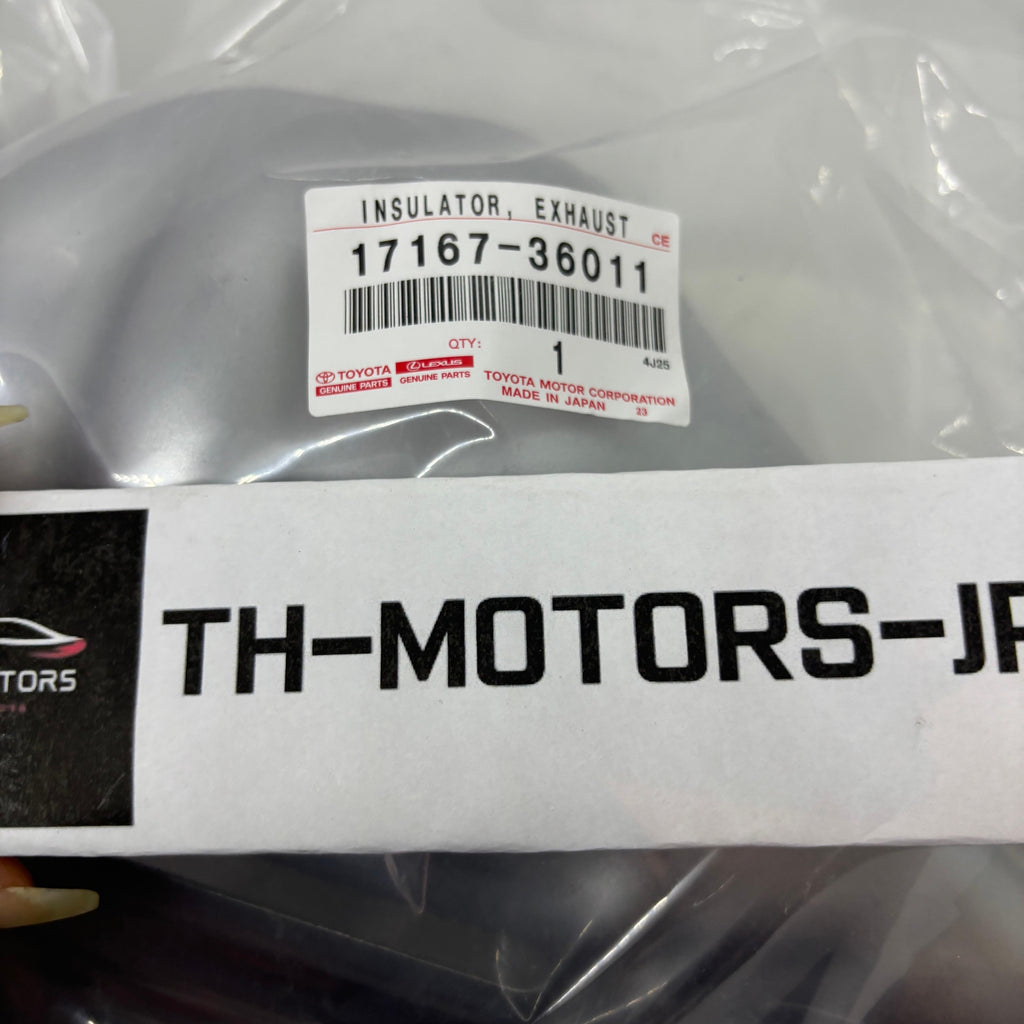 INSULATOR, EXHAUST
CE
17167-36011
QTY: 1
4J25
TOYOTA
GENUINE PARTS
LEXUS
GENUINE PARTS
TOYOTA MOTOR CORPORATION
MADE IN JAPAN 23
TORS
TH-MOTORS-JP